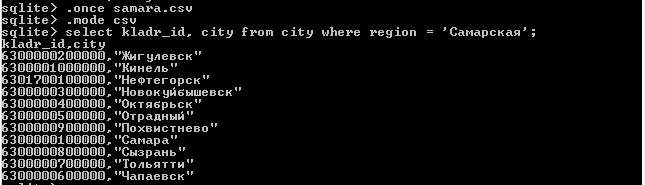 sqlite> .once samara.csv
sqlite> .mode csv
sqlite> select kladr_id, city from city where region = 'Самарская';
kladr_id,city
6300000200000,"Жигулевск"
6300001000000,"Кинель"
6301700100000,"Нефтегорск"
6300000300000,"Новокуйбышевск"
6300000400000,"Октябрьск"
6300000500000,"Отрадный"
6300000900000,"Похвистнево"
6300000100000,"Самара"
6300000800000,"Сызрань"
6300000700000,"Тольятти"
6300000600000,"Чапаевск"
sqlite>